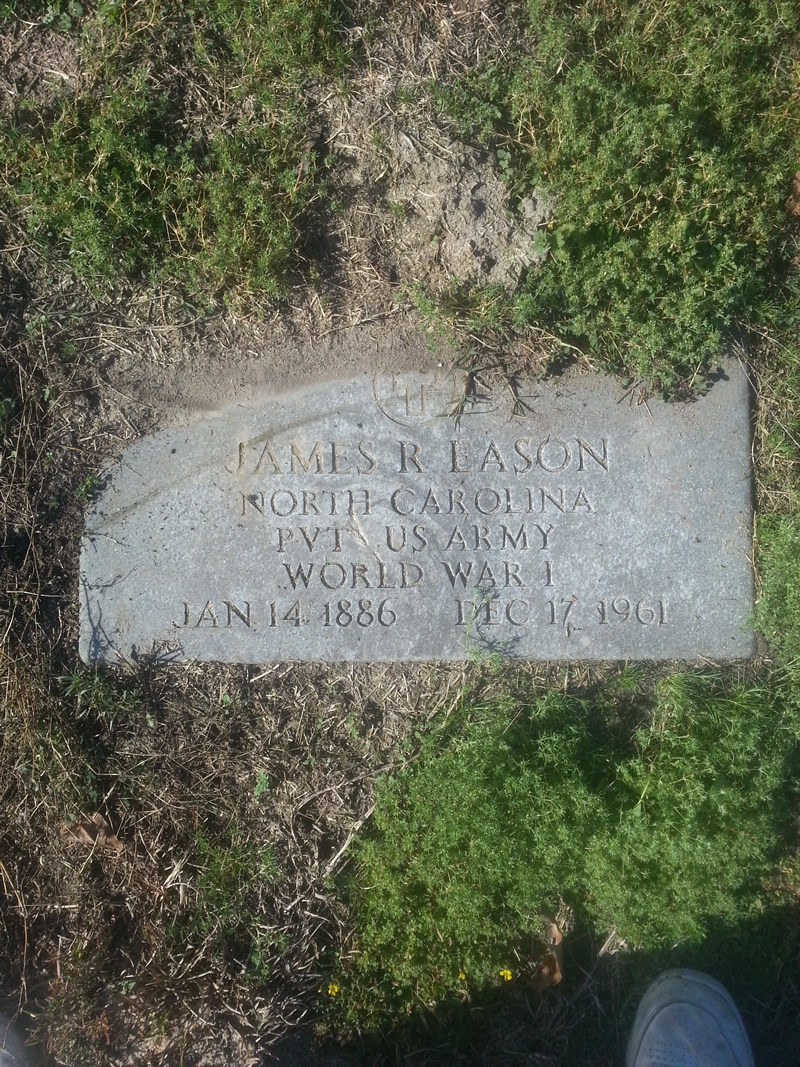 JAMES R EASON
NORTH CAROLINA
PVT US ARMY
WORLD WAR I
JAN 14 1886 DEC 17 1961